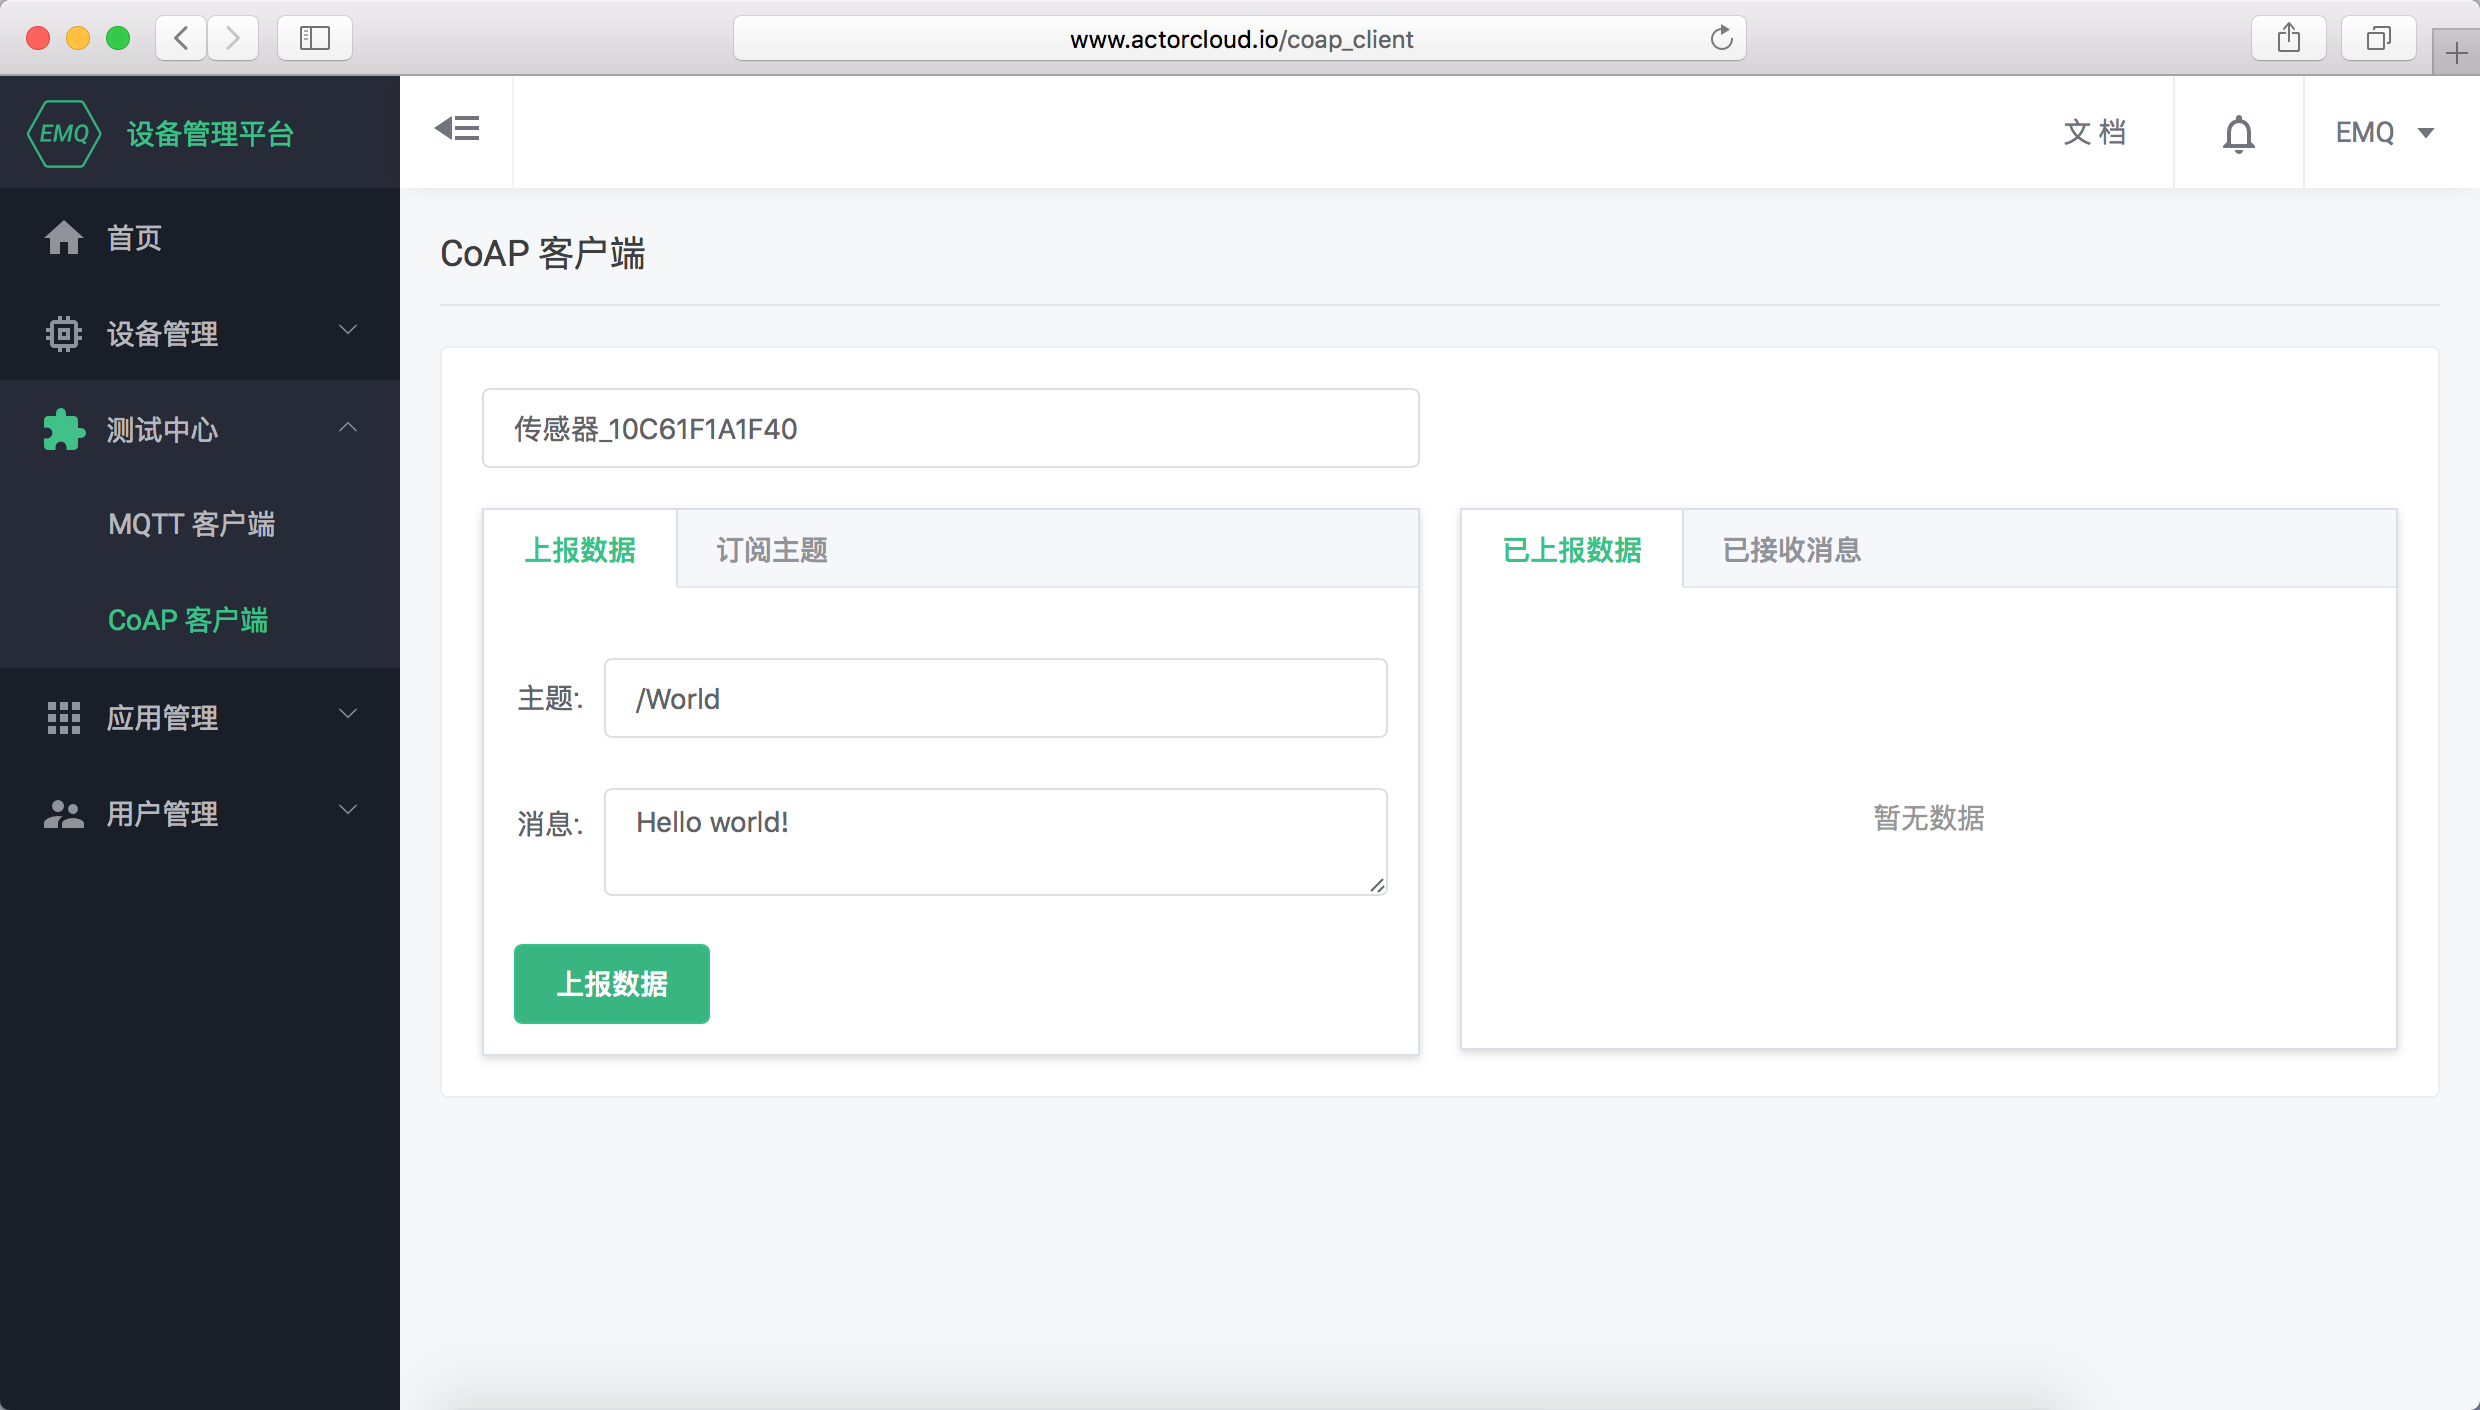 www.actorcloud.io/coap_client
EMQ 设备管理平台
文 档
EMQ
首页
设备管理
测试中心
MQTT 客户端
CoAP 客户端
应用管理
用户管理
CoAP 客户端
传感器_10C61F1A1F40
上报数据 订阅主题
主题: /World
消息: Hello world!
上报数据
已上报数据 已接收消息
暂无数据